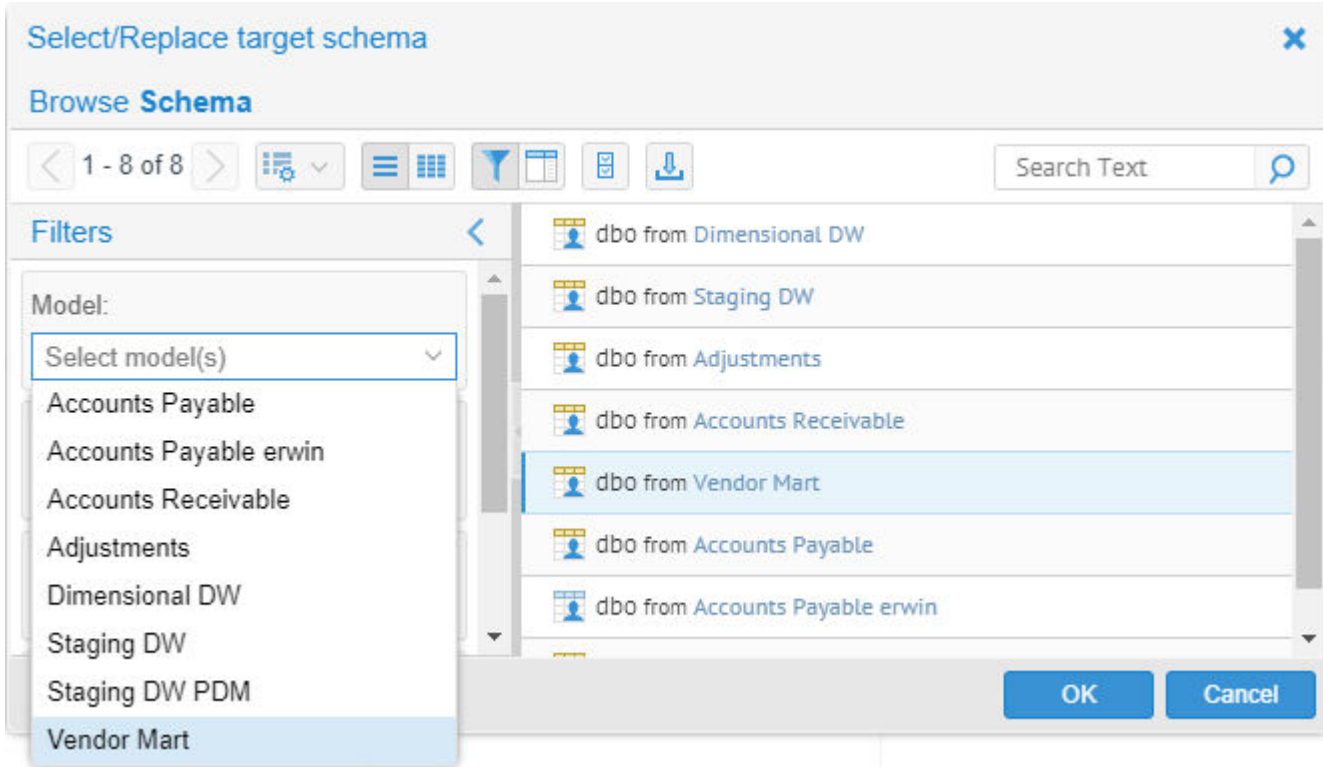 Select/Replace target schema
Browse Schema
1 - 8 of 8
Search Text
Filters
Model:
Select model(s)
Accounts Payable
Accounts Payable erwin
Accounts Receivable
Adjustments
Dimensional DW
Staging DW
Staging DW PDM
Vendor Mart
dbo from Dimensional DW
dbo from Staging DW
dbo from Adjustments
dbo from Accounts Receivable
dbo from Vendor Mart
dbo from Accounts Payable
dbo from Accounts Payable erwin
OK
Cancel